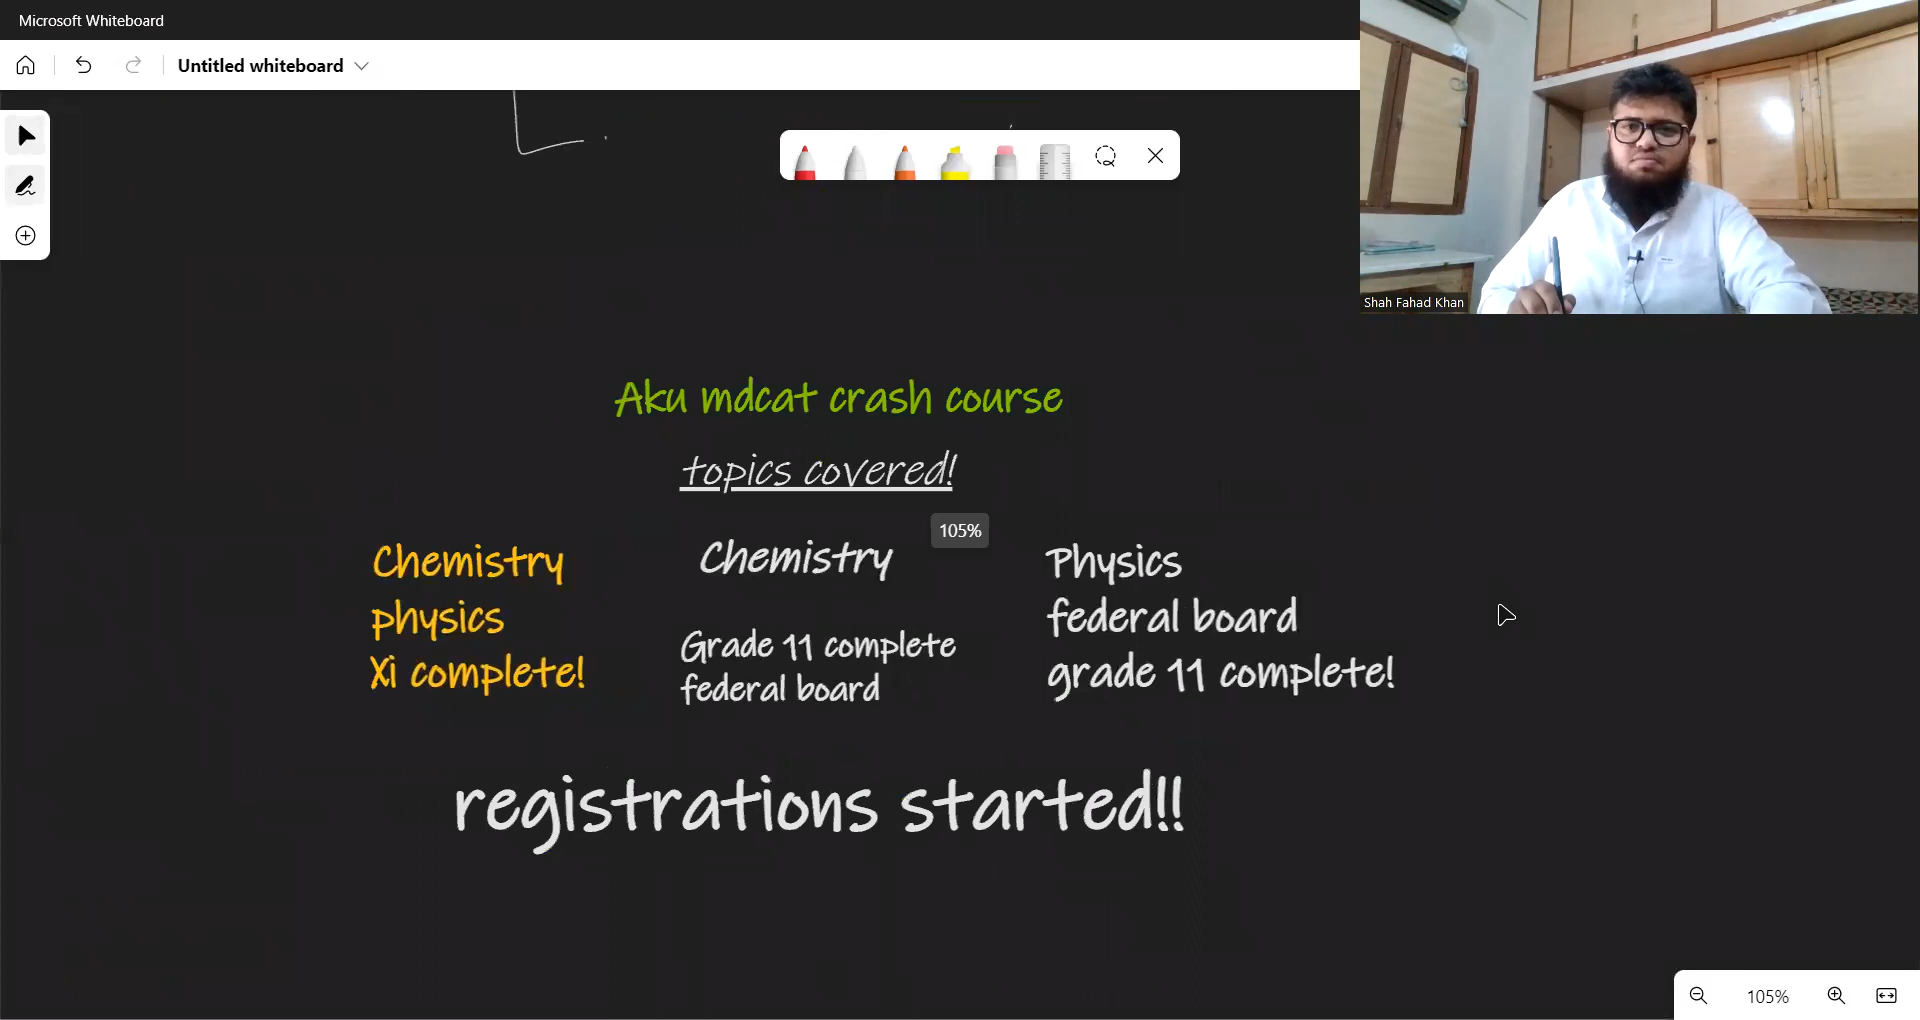 Microsoft Whiteboard
Untitled whiteboard
Shah Fahad Khan
Aku mdcat crash course
topics covered!
105%
Chemistry
physics
Xi complete!
Chemistry
Grade 11 complete
federal board
Physics
federal board
grade 11 complete!
registrations started!!
105%